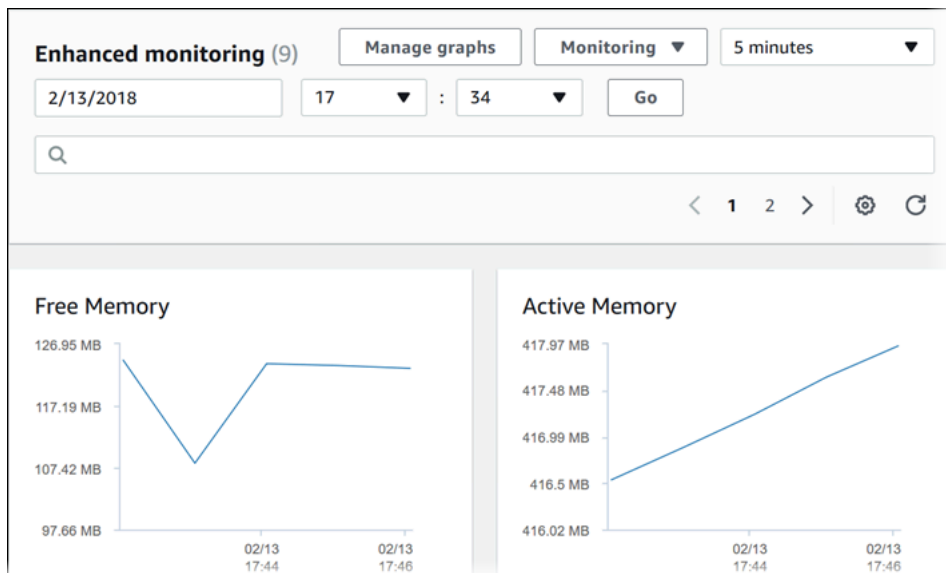 Enhanced monitoring (9) Manage graphs Monitoring 5 minutes
2/13/2018 17 : 34 Go
1 2
Free Memory
126.95 MB
117.19 MB
107.42 MB
97.66 MB
02/13 02/13
17:44 17:46
Active Memory
417.97 MB
417.48 MB
416.99 MB
416.5 MB
416.02 MB
02/13 02/13
17:44 17:46